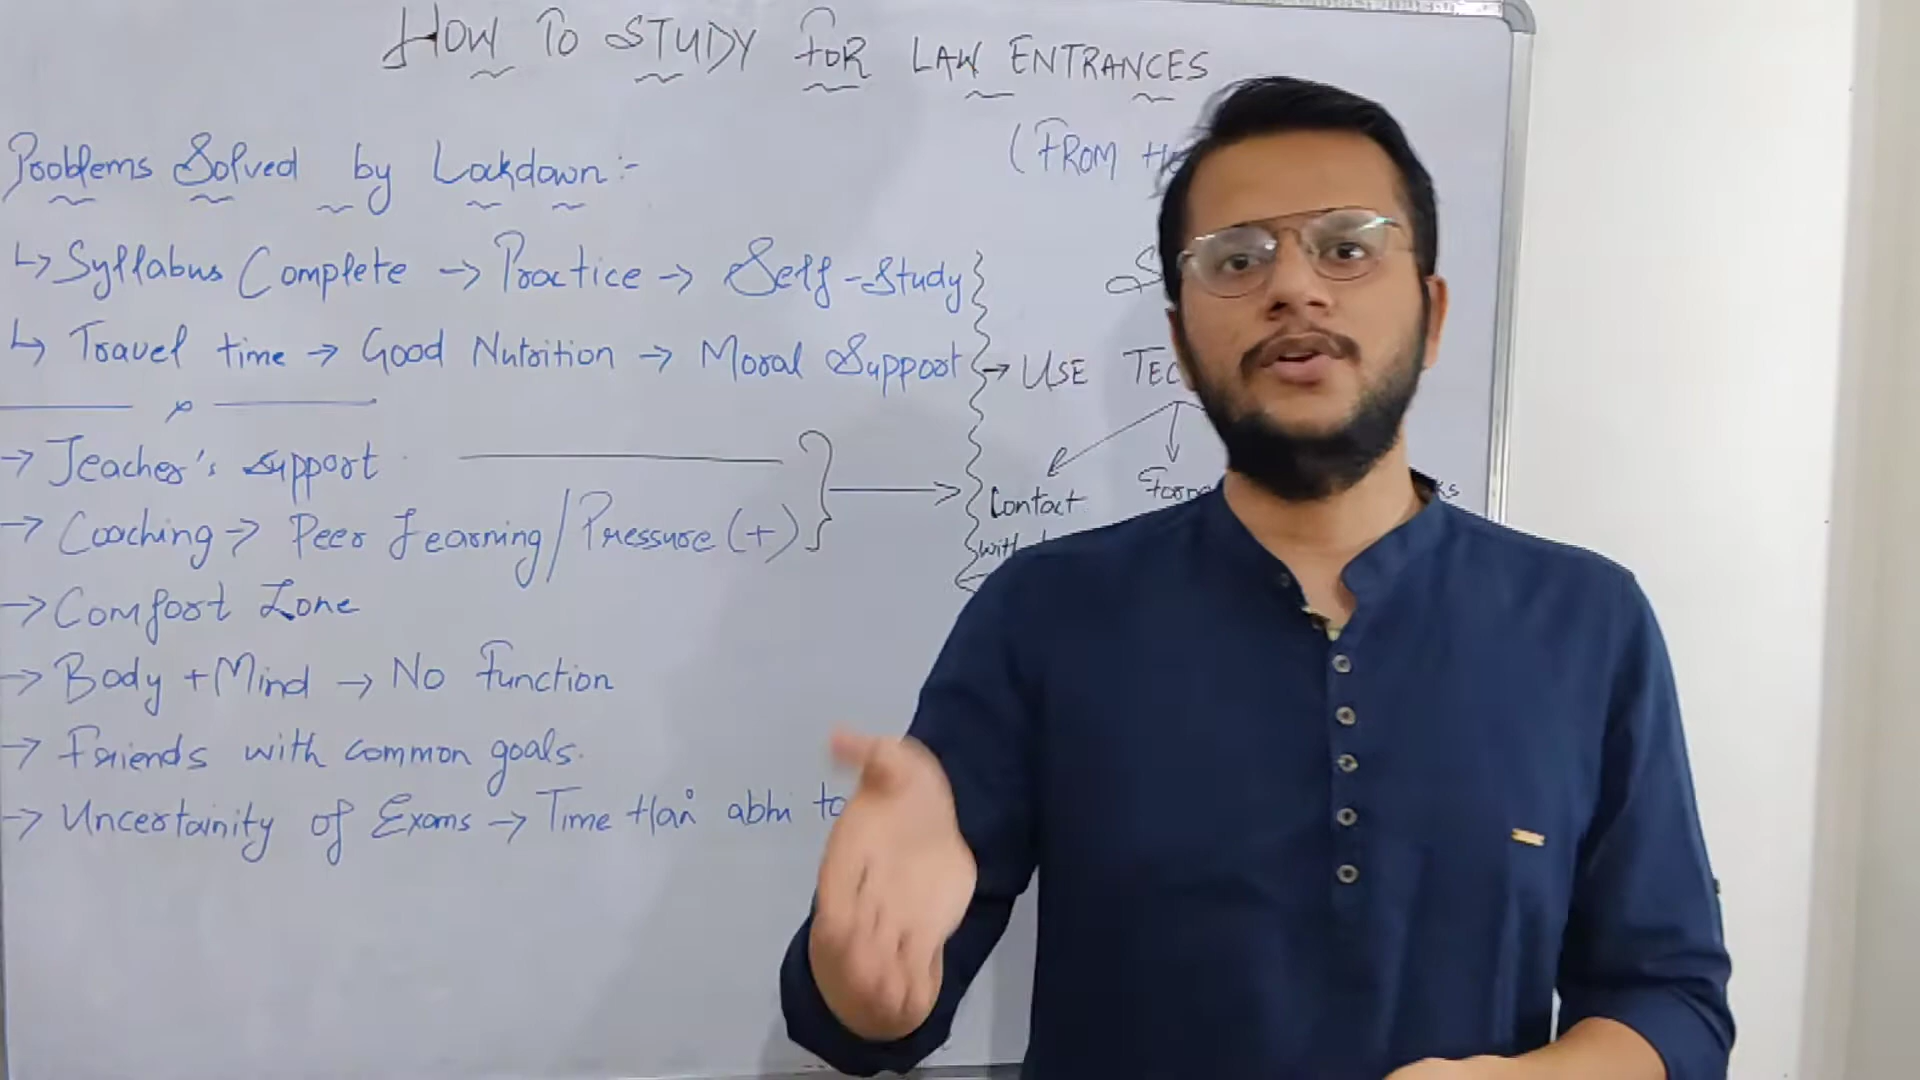 HOW TO STUDY FOR LAW ENTRANCES
(FROM
Problems Solved by Lockdown:-
↳ Syllabus Complete → Practice → Self-Study
↳ Travel time → Good Nutrition → Moral Support → USE
→ Teacher's support
Contact
→ Coaching → Peer Learning/Pressure (+)
→ Comfort Zone
→ Body + Mind → No Function
→ Friends with common goals.
→ Uncertainity of Exams → Time Hai abhi to